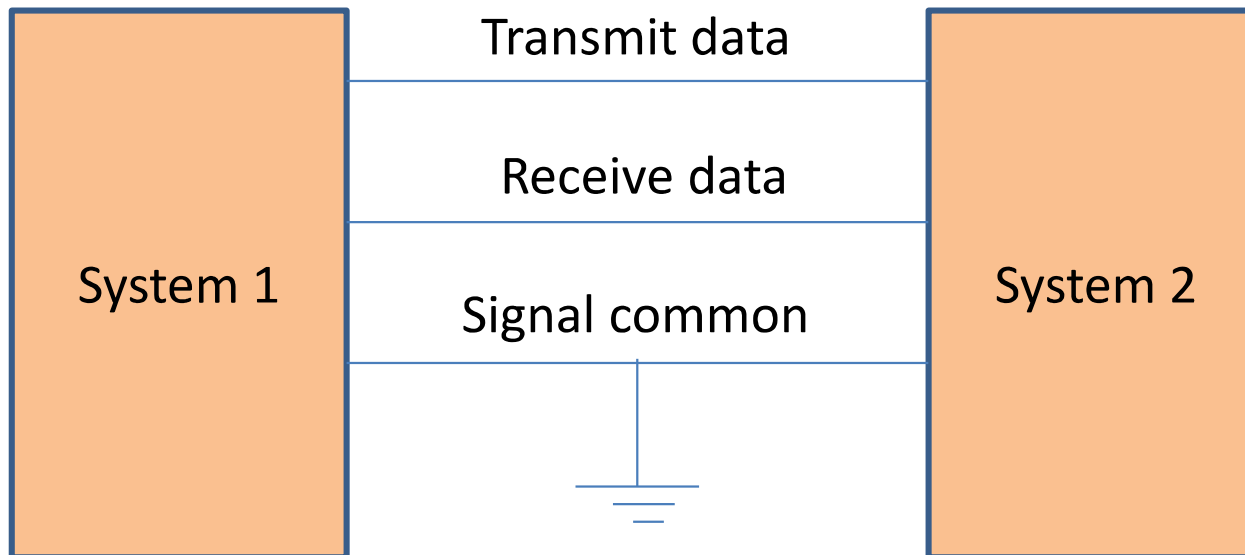 Transmit data
Receive data
System 1
System 2
Signal common